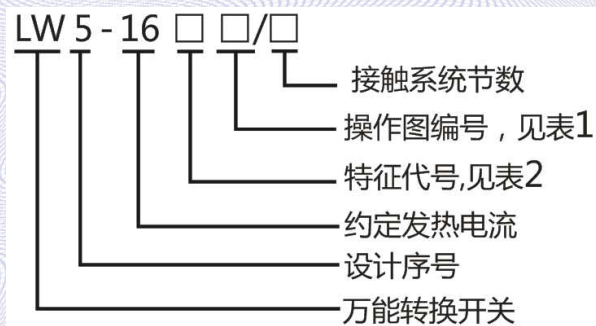 LW 5 - 16 □ □/□
接触系统节数
操作图编号，见表1
特征代号,见表2
约定发热电流
设计序号
万能转换开关